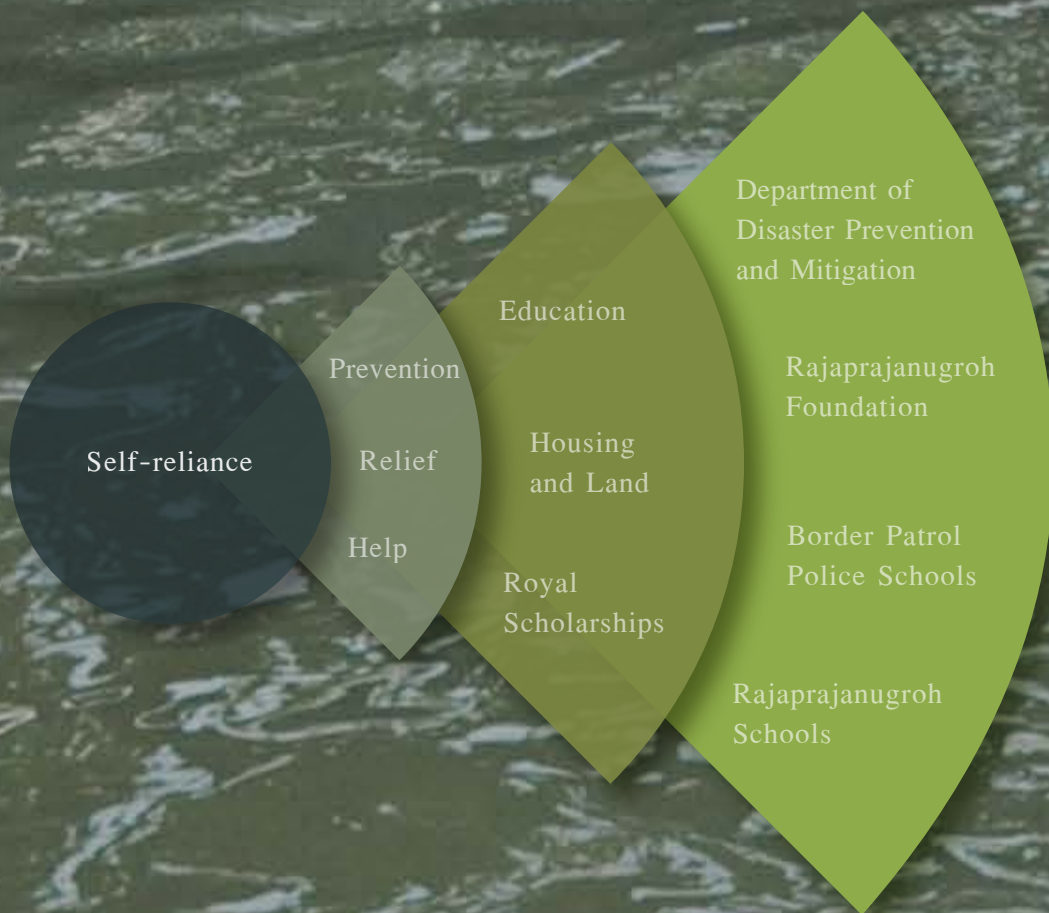 Self-reliance
Prevention
Relief
Help
Education
Housing
and Land
Royal
Scholarships
Department of
Disaster Prevention
and Mitigation
Rajaprajanugroh
Foundation
Border Patrol
Police Schools
Rajaprajanugroh
Schools